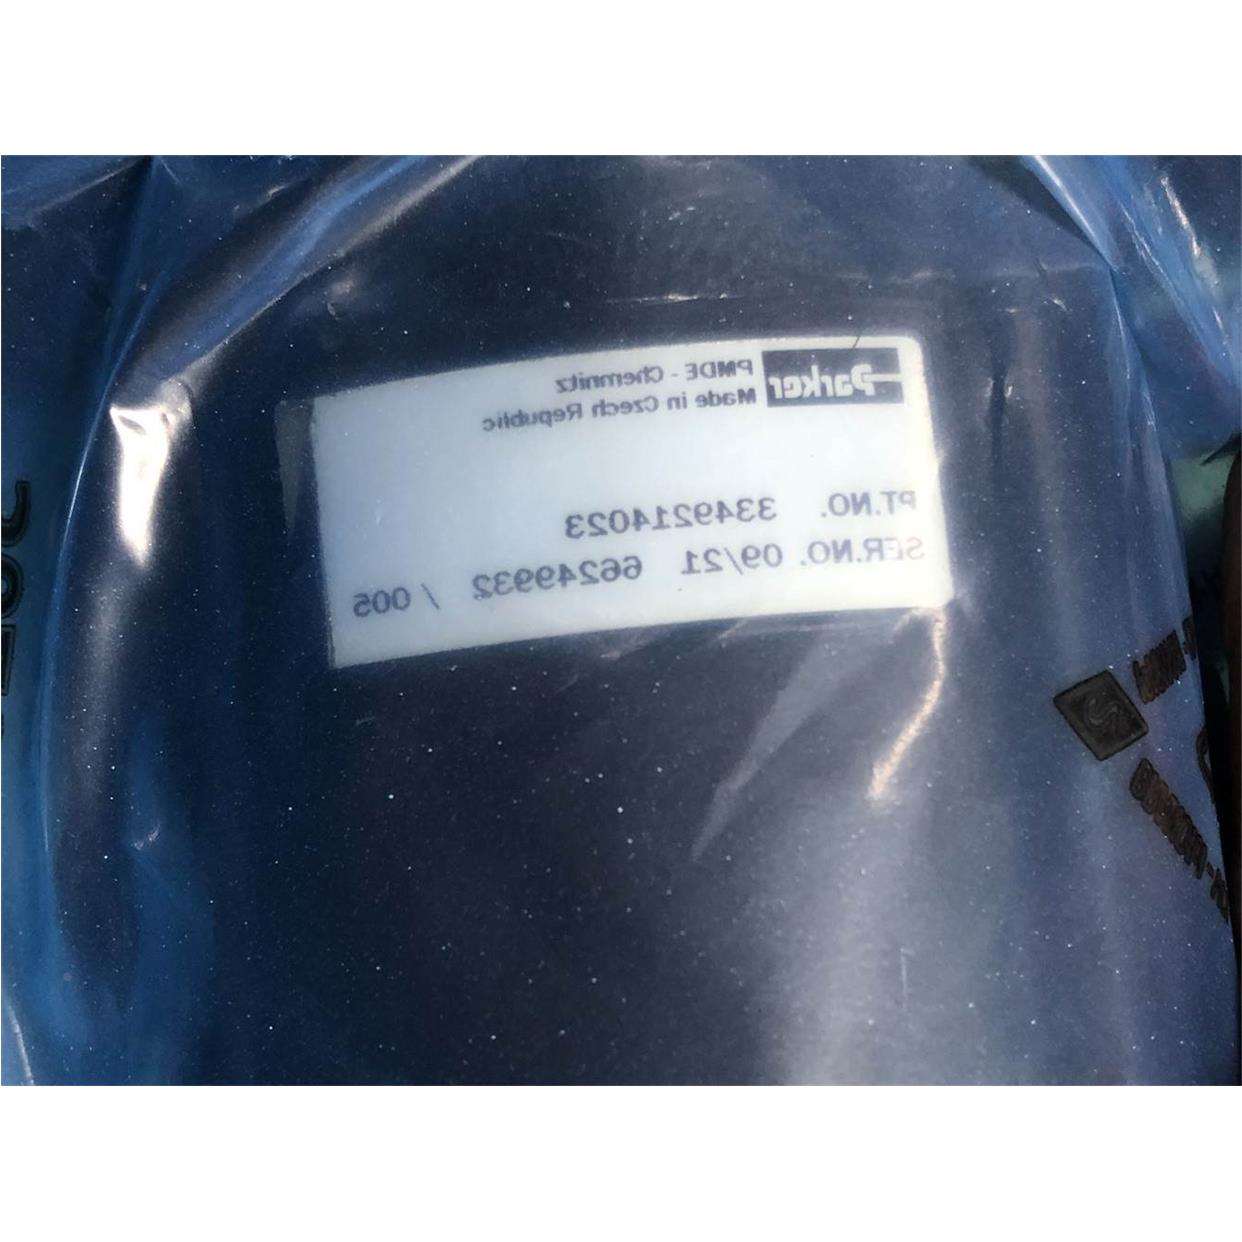 Parker
PMDE - Chemnitz
Made in Czech Republic
PT.NO. 3349214023
SER.NO. 09/21 66249932 / 005